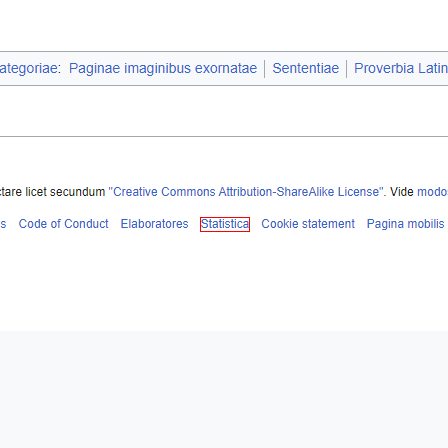 ategoriae: Paginae imaginibus exornatae Sententiae Proverbia Latin
tare licet secundum "Creative Commons Attribution-ShareAlike License". Vide modo
s Code of Conduct Elaboratores Statistica Cookie statement Pagina mobilis